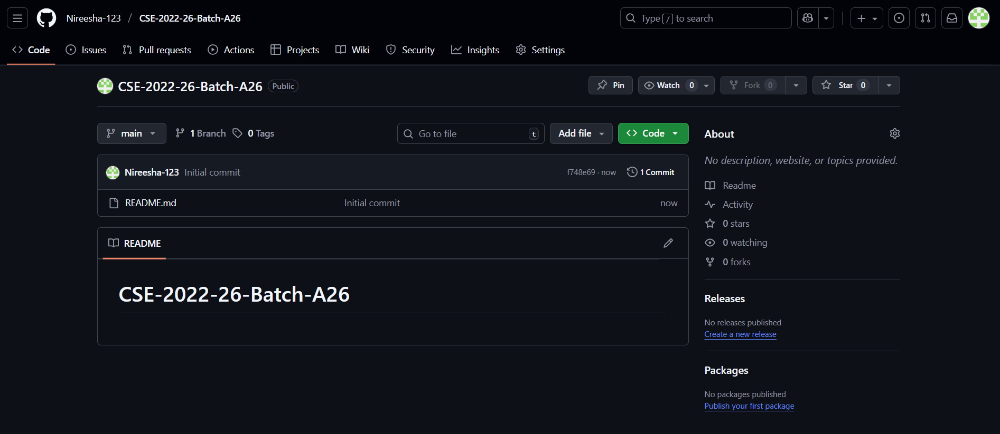 Nireesha-123 / CSE-2022-26-Batch-A26
Type / to search
Code Issues Pull requests Actions Projects Wiki Security Insights Settings
CSE-2022-26-Batch-A26 Public
Pin Watch 0 Fork 0 Star 0
main 1 Branch 0 Tags
Go to file t
Add file
Code
Nireesha-123 Initial commit f748e69 · now 1 Commit
README.md Initial commit now
README
CSE-2022-26-Batch-A26
About
No description, website, or topics provided.
Readme
Activity
0 stars
0 watching
0 forks
Releases
No releases published
Create a new release
Packages
No packages published
Publish your first package